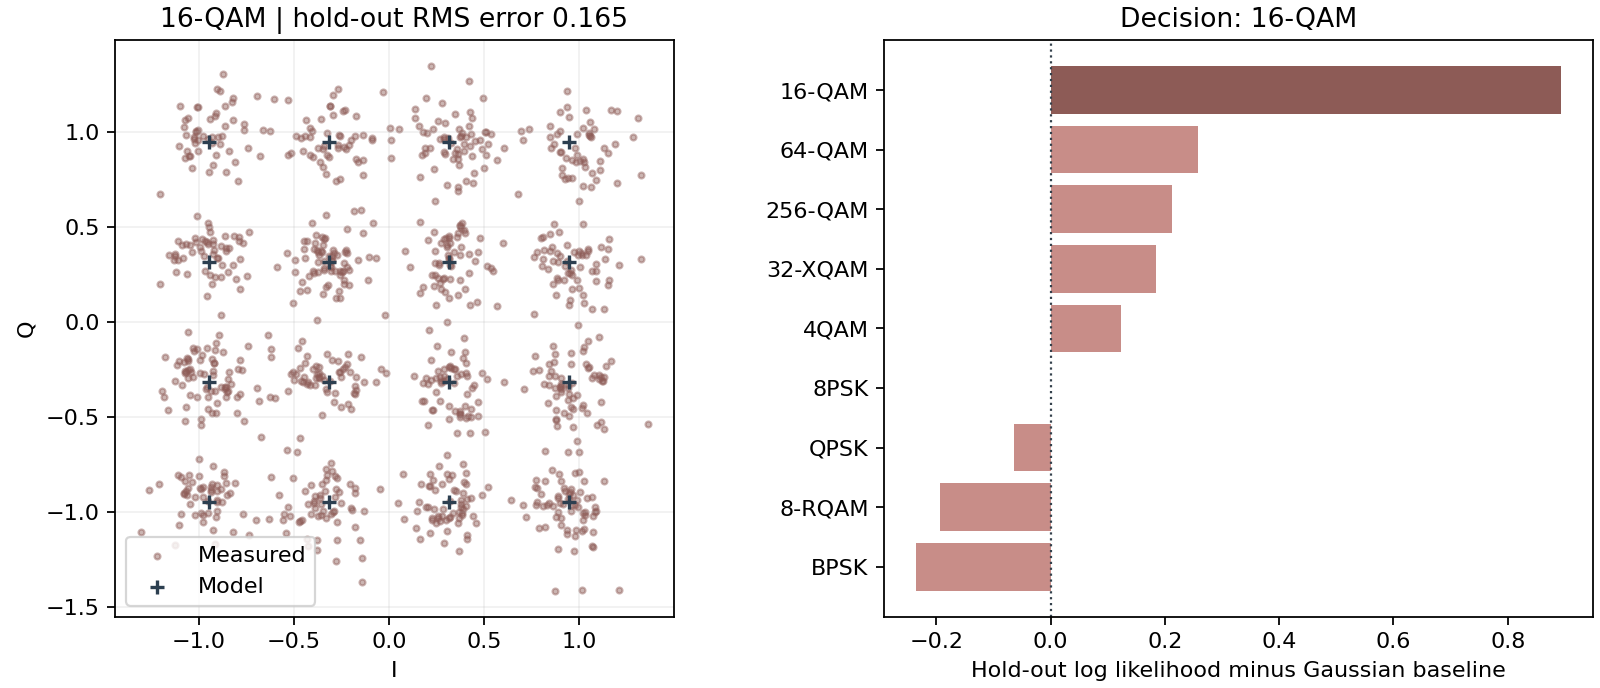 16-QAM | hold-out RMS error 0.165
Q
1.0
0.5
0.0
−0.5
−1.0
−1.5
Measured
Model
−1.0 −0.5 0.0 0.5 1.0
I
Decision: 16-QAM
16-QAM
64-QAM
256-QAM
32-XQAM
4QAM
8PSK
QPSK
8-RQAM
BPSK
−0.2 0.0 0.2 0.4 0.6 0.8
Hold-out log likelihood minus Gaussian baseline